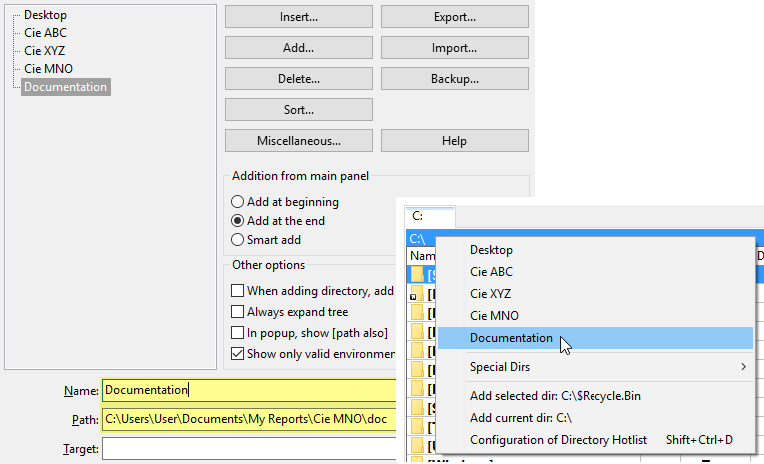 Desktop
Cie ABC
Cie XYZ
Cie MNO
Documentation
Insert...
Export...
Add...
Import...
Delete...
Backup...
Sort...
Miscellaneous...
Help
Addition from main panel
Add at beginning
Add at the end
Smart add
Other options
When adding directory, add
Always expand tree
In popup, show [path also]
Show only valid environmen
Name: Documentation
Path: C:\Users\User\Documents\My Reports\Cie MNO\doc
Target:
C:
C:\
Nam
Desktop
Cie ABC
Cie XYZ
Cie MNO
Documentation
Special Dirs
Add selected dir: C:\$Recycle.Bin
Add current dir: C:\
Configuration of Directory Hotlist Shift+Ctrl+D